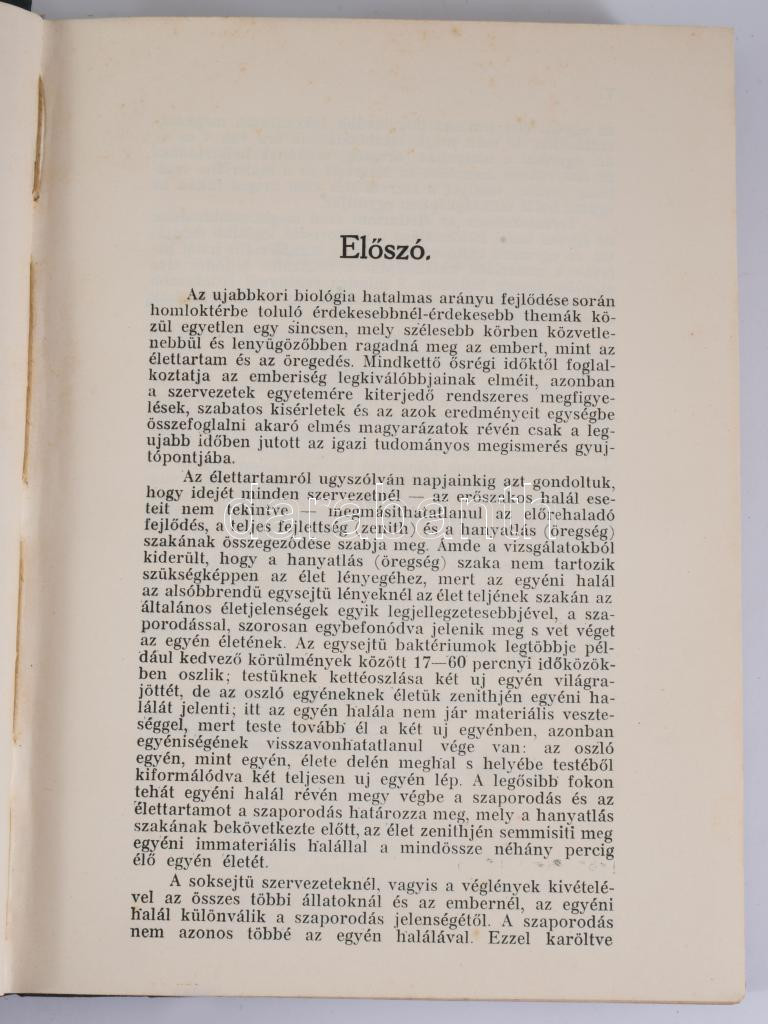 Előszó.
Az ujabbkori biológia hatalmas arányu fejlődése során
homloktérbe toluló érdekesebbnél-érdekesebb themák kö-
zül egyetlen egy sincsen, mely szélesebb körben közvetle-
nebbül és lenyügözőbben ragadná meg az embert, mint az
élettartam és az öregedés. Mindkettő ősrégi időktől foglal-
koztatja az emberiség legkiválóbbjainak elméit, azonban
a szervezetek egyetemére kiterjedő rendszeres megfigye-
lések, szabatos kisérletek és az azok eredményeit egységbe
összefoglalni akaró elmés magyarázatok révén csak a leg-
ujabb időben jutott az igazi tudományos megismerés gyuj-
tópontjába.
Az élettartamról ugyszólván napjainkig azt gondoltuk,
hogy idejét minden szervezetnél — az erőszakos halál ese-
teit nem tekintve — megmásithatatlanul az előrehaladó
fejlődés, a teljes fejlettség (zenith) és a hanyatlás (öregség)
szakának összegeződése szabja meg. Ámde a vizsgálatokból
kiderült, hogy a hanyatlás (öregség) szaka nem tartozik
szükségképpen az élet lényegéhez, mert az egyéni halál
az alsóbbrendü egysejtü lényeknél az élet teljének szakán az
általános életjelenségek egyik legjellegzetesebbjével, a sza-
porodással, szorosan egybefonódva jelenik meg s vet véget
az egyén életének. Az egysejtü baktériumok legtöbbje pél-
dául kedvező körülmények között 17—60 percnyi időközök-
ben oszlik; testüknek kettéoszlása két uj egyén világra-
jöttét, de az oszló egyéneknek életük zenithjén egyéni ha-
lálát jelenti; itt az egyén halála nem jár materiális veszte-
séggel, mert teste tovább él a két uj egyénben, azonban
egyéniségének visszavonhatatlanul vége van: az oszló
egyén, mint egyén, élete delén meghal s helyébe testéből
kiformálódva két teljesen uj egyén lép. A legősibb fokon
tehát egyéni halál révén megy végbe a szaporodás és az
élettartamot a szaporodás határozza meg, mely a hanyatlás
szakának bekövetkezte előtt, az élet zenithjén semmisiti meg
egyéni immateriális halállal a mindössze néhány percig
élő egyén életét.
A soksejtü szervezeteknél, vagyis a véglények kivételé-
vel az összes többi állatoknál és az embernél, az egyéni
halál különválik a szaporodás jelenségétől. A szaporodás
nem azonos többé az egyén halálával. Ezzel karöltve
darabanth